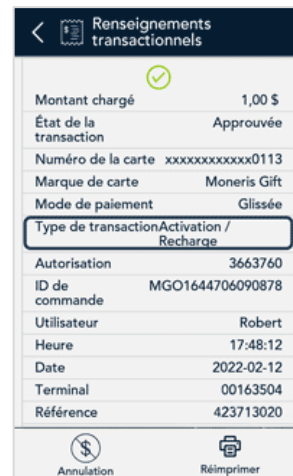 Renseignements
transactionnels
Montant chargé 1,00 $
État de la Approuvée
transaction
Numéro de la carte xxxxxxxxxxxx0113
Marque de carte Moneris Gift
Mode de paiement Glissée
Type de transactionActivation /
Recharge
Autorisation 3663760
ID de MGO1644706090878
commande
Utilisateur Robert
Heure 17:48:12
Date 2022-02-12
Terminal 00163504
Référence 423713020
Annulation Réimprimer